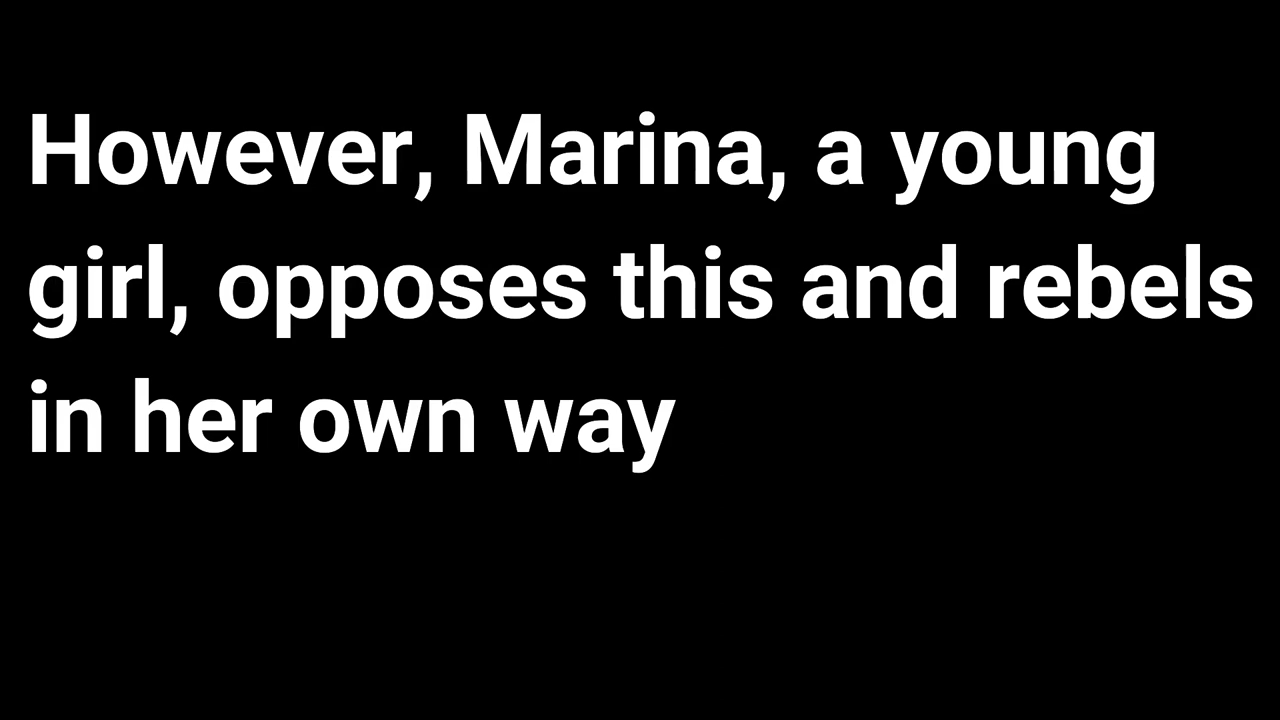 However, Marina, a young
girl, opposes this and rebels
in her own way